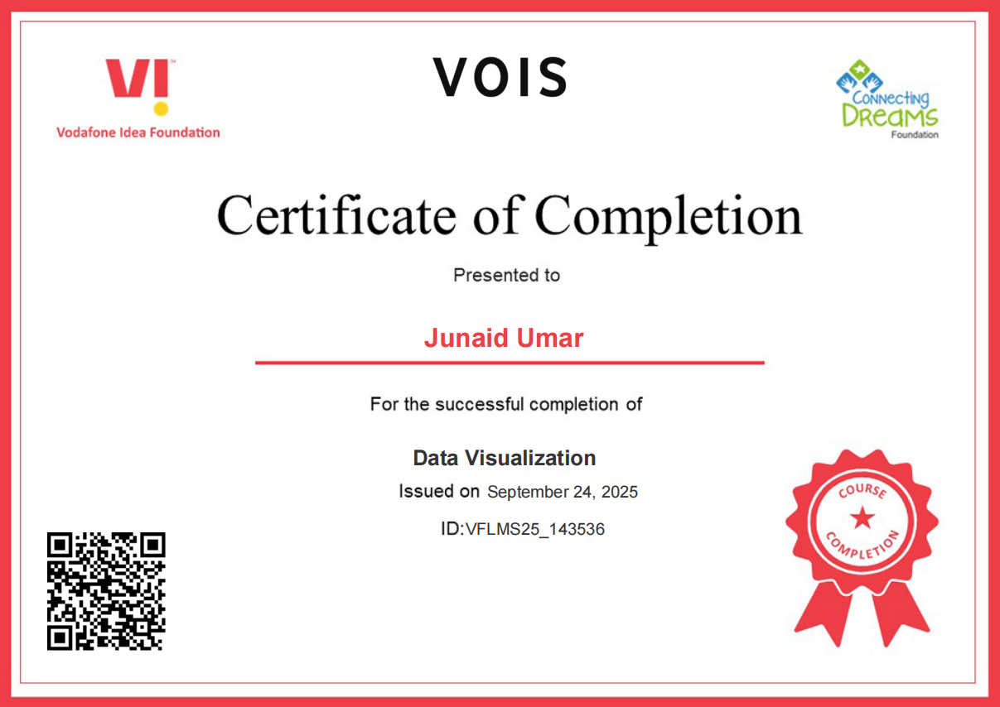 VI™
Vodafone Idea Foundation
VOIS
Connecting
Dreams
Foundation
Certificate of Completion
Presented to
Junaid Umar
For the successful completion of
Data Visualization
Issued on September 24, 2025
ID:VFLMS25_143536
COURSE
COMPLETION